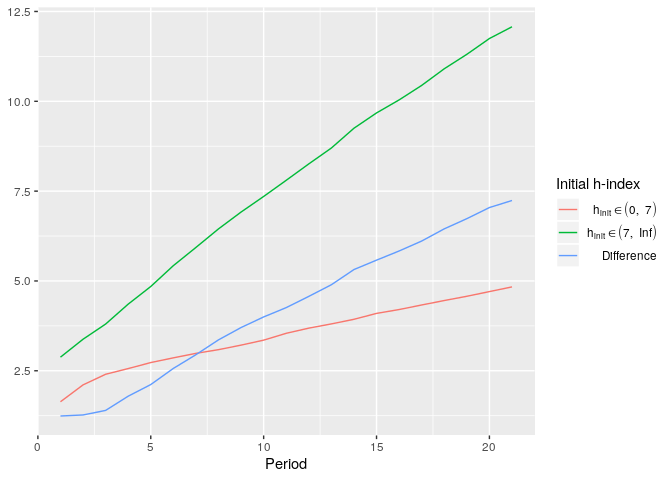 12.5
10.0
7.5
5.0
2.5
0
5
10
15
20
Period
Initial h-index
h_init ∈ (0, 7)
h_init ∈ (7, Inf)
Difference